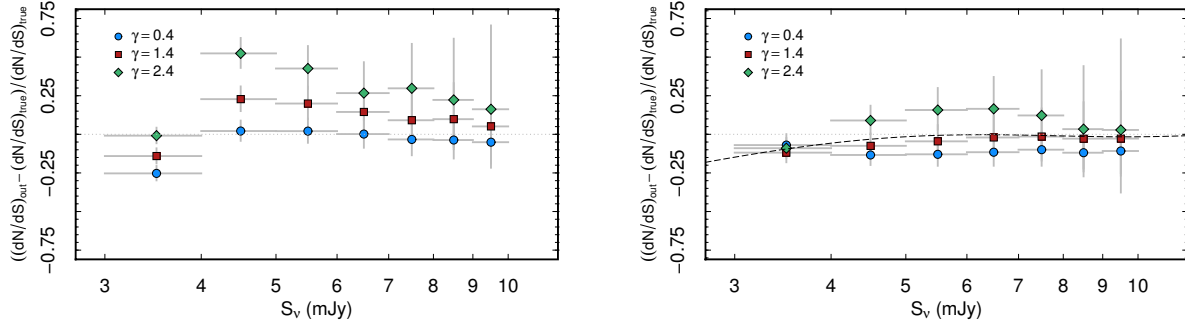 ((dN/dS)out− (dN/dS)true)/(dN/dS)true
0.75
0.25
−0.25
−0.75
γ = 0.4
γ = 1.4
γ = 2.4
3 4 5 6 7 8 9 10
Sν (mJy)
((dN/dS)out− (dN/dS)true)/(dN/dS)true
0.75
0.25
−0.25
−0.75
γ = 0.4
γ = 1.4
γ = 2.4
3 4 5 6 7 8 9 10
Sν (mJy)